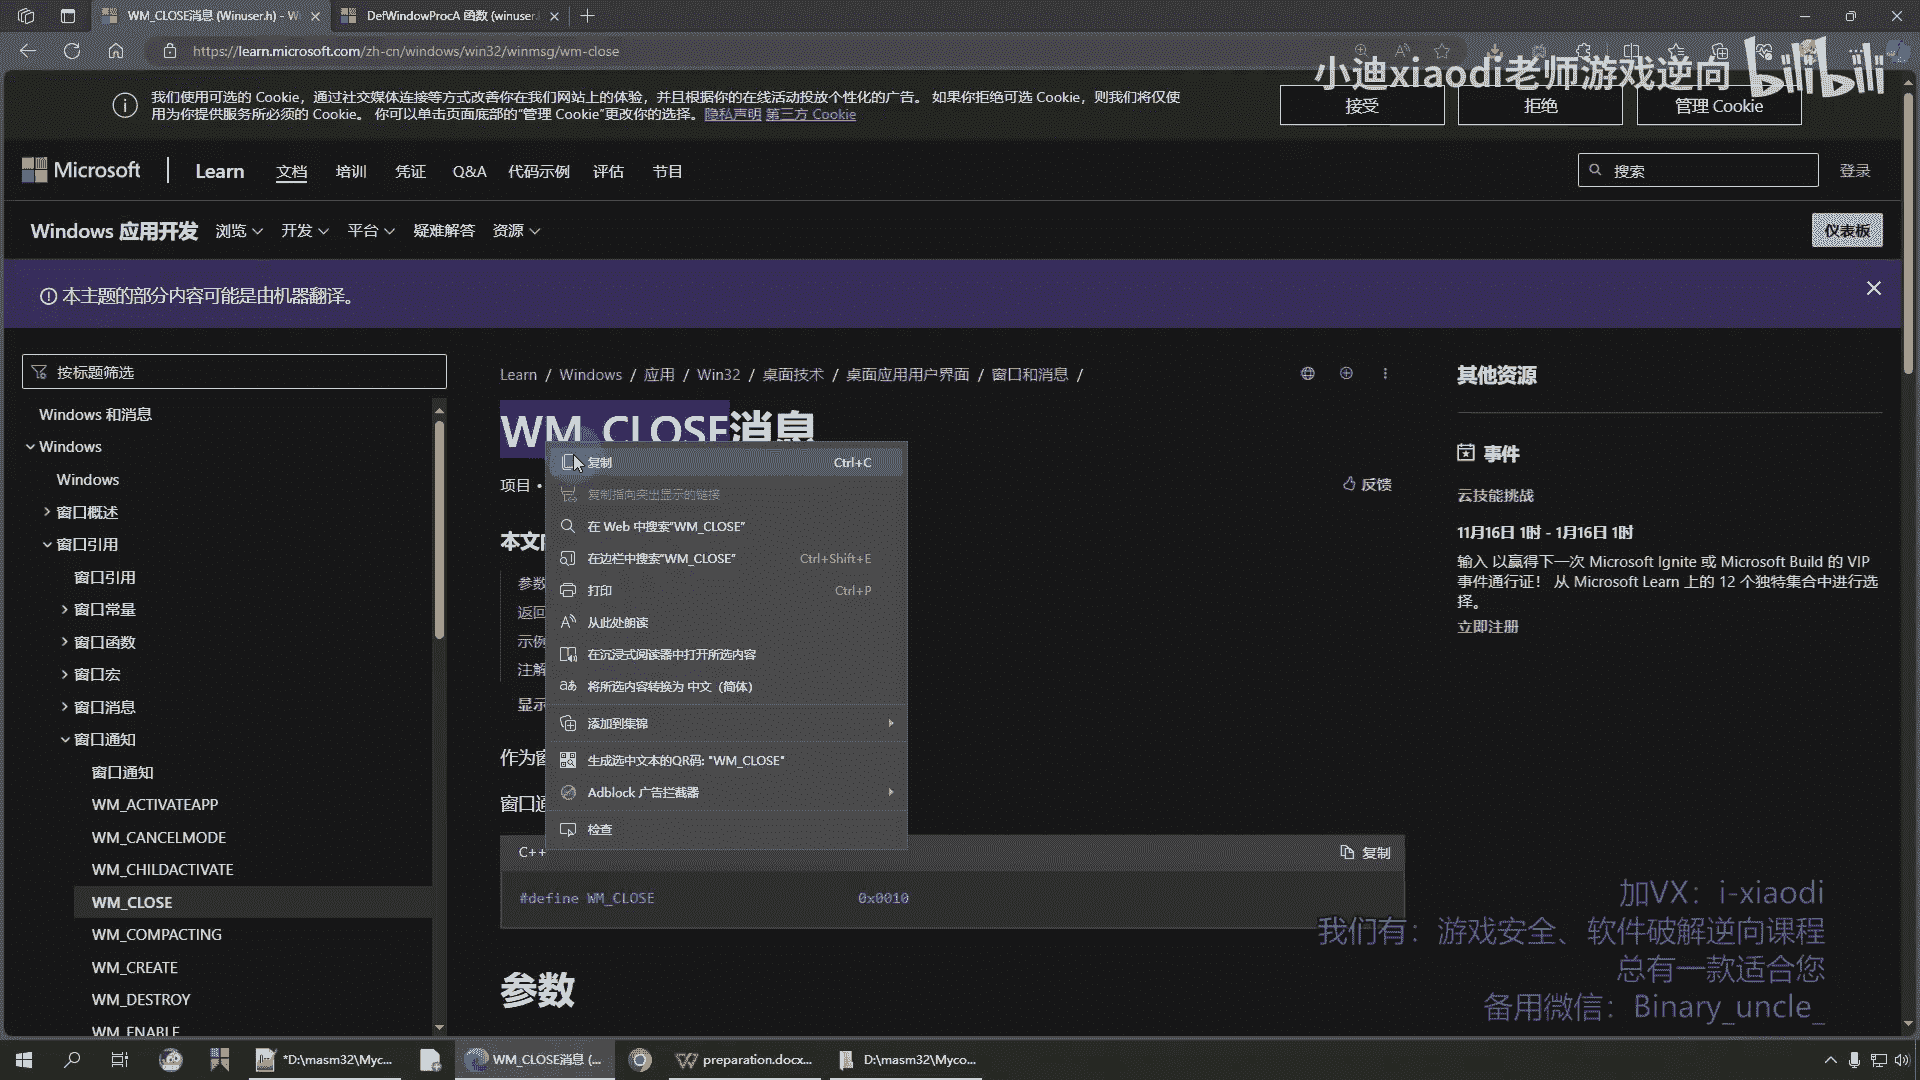 WM_CLOSE消息 (Winuser.h) - W
DefWindowProcA 函数 (winuser.
https://learn.microsoft.com/zh-cn/windows/win32/winmsg/wm-close
小迪xiaodi老师游戏逆向 bilibili
我们使用可选的 Cookie，通过社交媒体连接等方式改善你在我们网站上的体验，并且根据你的在线活动投放个性化的广告。 如果你拒绝可选 Cookie，则我们将仅使
用为你提供服务所必须的 Cookie。 你可以单击页面底部的“管理 Cookie”更改你的选择。隐私声明 第三方 Cookie
接受
拒绝
管理 Cookie
Microsoft
Learn
文档
培训
凭证
Q&A
代码示例
评估
节目
搜索
登录
Windows 应用开发
浏览
开发
平台
疑难解答
资源
仪表板
本主题的部分内容可能是由机器翻译。
按标题筛选
Windows 和消息
Windows
Windows
窗口概述
窗口引用
窗口引用
窗口常量
窗口函数
窗口宏
窗口消息
窗口通知
窗口通知
WM_ACTIVATEAPP
WM_CANCELMODE
WM_CHILDACTIVATE
WM_CLOSE
WM_COMPACTING
WM_CREATE
WM_DESTROY
WM_ENABLE
Learn / Windows / 应用 / Win32 / 桌面技术 / 桌面应用用户界面 / 窗口和消息 /
WM_CLOSE消息
项目 •
反馈
本文
参数
返回
示例
注解
显示
作为窗
窗口通
复制 Ctrl+C
复制指向突出显示的链接
在 Web 中搜索“WM_CLOSE”
在边栏中搜索“WM_CLOSE” Ctrl+Shift+E
打印 Ctrl+P
从此处朗读
在沉浸式阅读器中打开所选内容
将所选内容转换为 中文（简体）
添加到集锦
生成选中文本的QR码: "WM_CLOSE"
Adblock 广告拦截器
检查
C++
复制
#define WM_CLOSE 0x0010
参数
其他资源
事件
云技能挑战
11月16日 1时 - 1月16日 1时
输入 以赢得下一次 Microsoft Ignite 或 Microsoft Build 的 VIP
事件通行证！ 从 Microsoft Learn 上的 12 个独特集合中进行选
择。
立即注册
加VX：i-xiaodi
我们有：游戏安全、软件破解逆向课程
总有一款适合您
备用微信：Binary_uncle_
*D:\masm32\Myc...
WM_CLOSE消息 (...
preparation.docx...
D:\masm32\Myco...